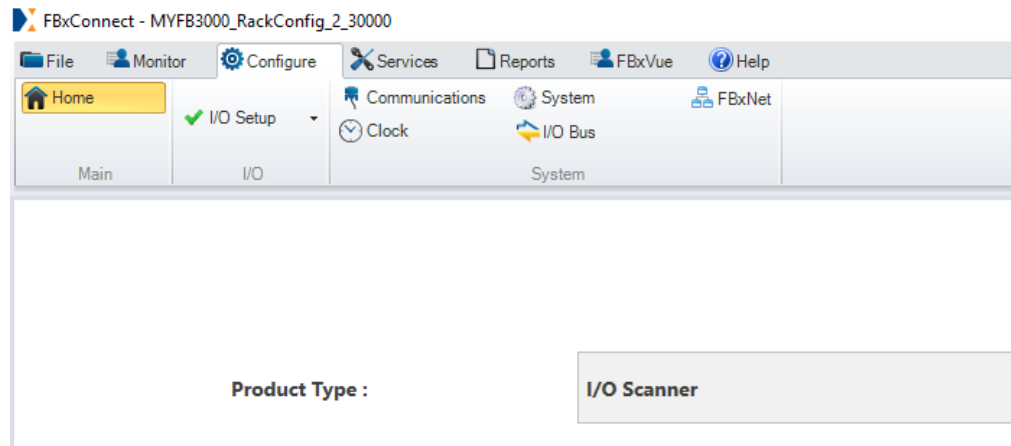 FBxConnect - MYFB3000_RackConfig_2_30000
File Monitor Configure Services Reports FBxVue Help
Home I/O Setup Communications System FBxNet
Clock I/O Bus
Main I/O System
Product Type : I/O Scanner